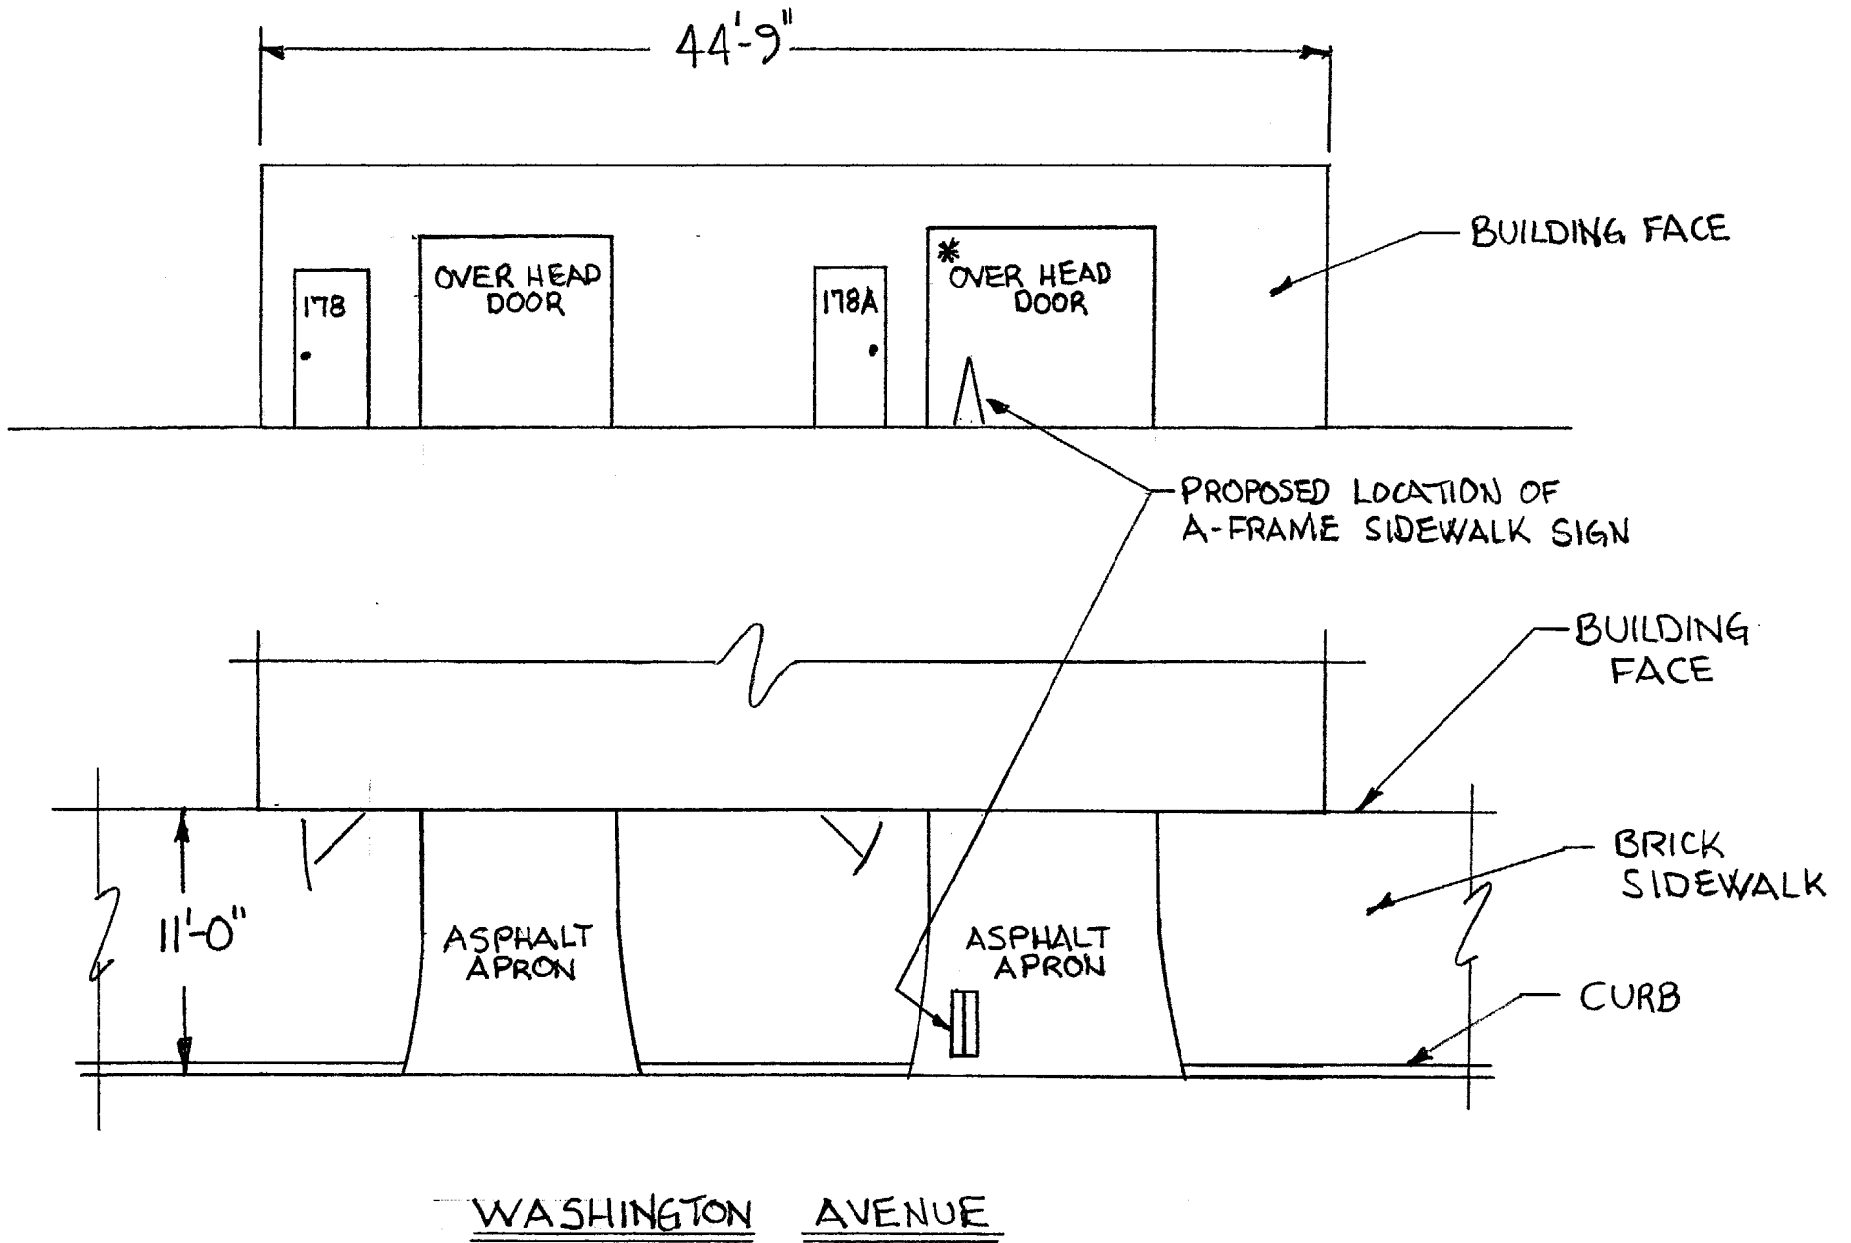 44'-9"
BUILDING FACE
178
OVER HEAD
DOOR
178A
*
OVER HEAD
DOOR
PROPOSED LOCATION OF
A-FRAME SIDEWALK SIGN
BUILDING
FACE
BRICK
SIDEWALK
11'-0"
ASPHALT
APRON
ASPHALT
APRON
CURB
WASHINGTON AVENUE